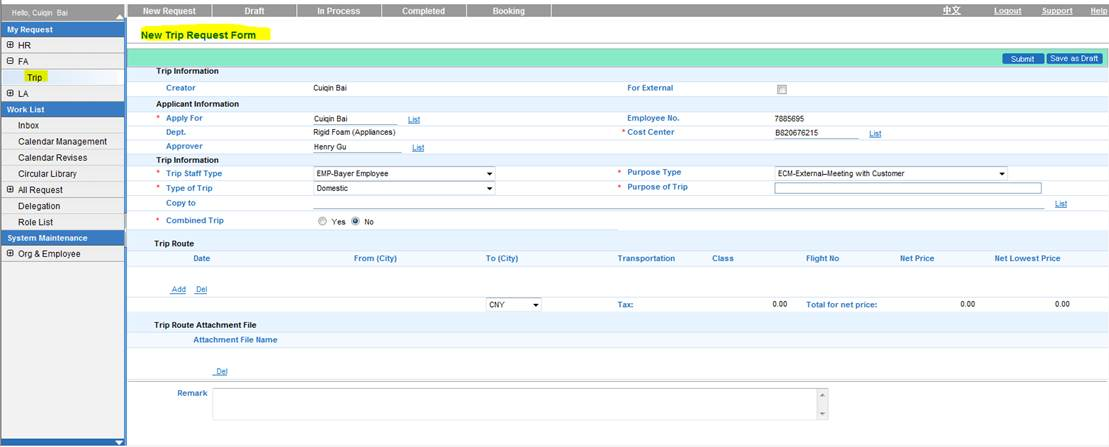 Hello, Cuiqin Bai
New Request Draft In Process Completed Booking 中文 Logout Support Help
My Request
HR
FA
Trip
LA
Work List
Inbox
Calendar Management
Calendar Revises
Circular Library
All Request
Delegation
Role List
System Maintenance
Org & Employee
New Trip Request Form
Submit Save as Draft
Trip Information
Creator Cuiqin Bai For External
Applicant Information
* Apply For Cuiqin Bai List Employee No. 7885695
Dept. Rigid Foam (Appliances) * Cost Center B820676215 List
Approver Henry Gu List
Trip Information
* Trip Staff Type EMP-Bayer Employee * Purpose Type ECM-External–Meeting with Customer
* Type of Trip Domestic * Purpose of Trip
Copy to List
* Combined Trip Yes No
Trip Route
Date From (City) To (City) Transportation Class Flight No Net Price Net Lowest Price
Add Del
CNY Tax: 0.00 Total for net price: 0.00 0.00
Trip Route Attachment File
Attachment File Name
Del
Remark